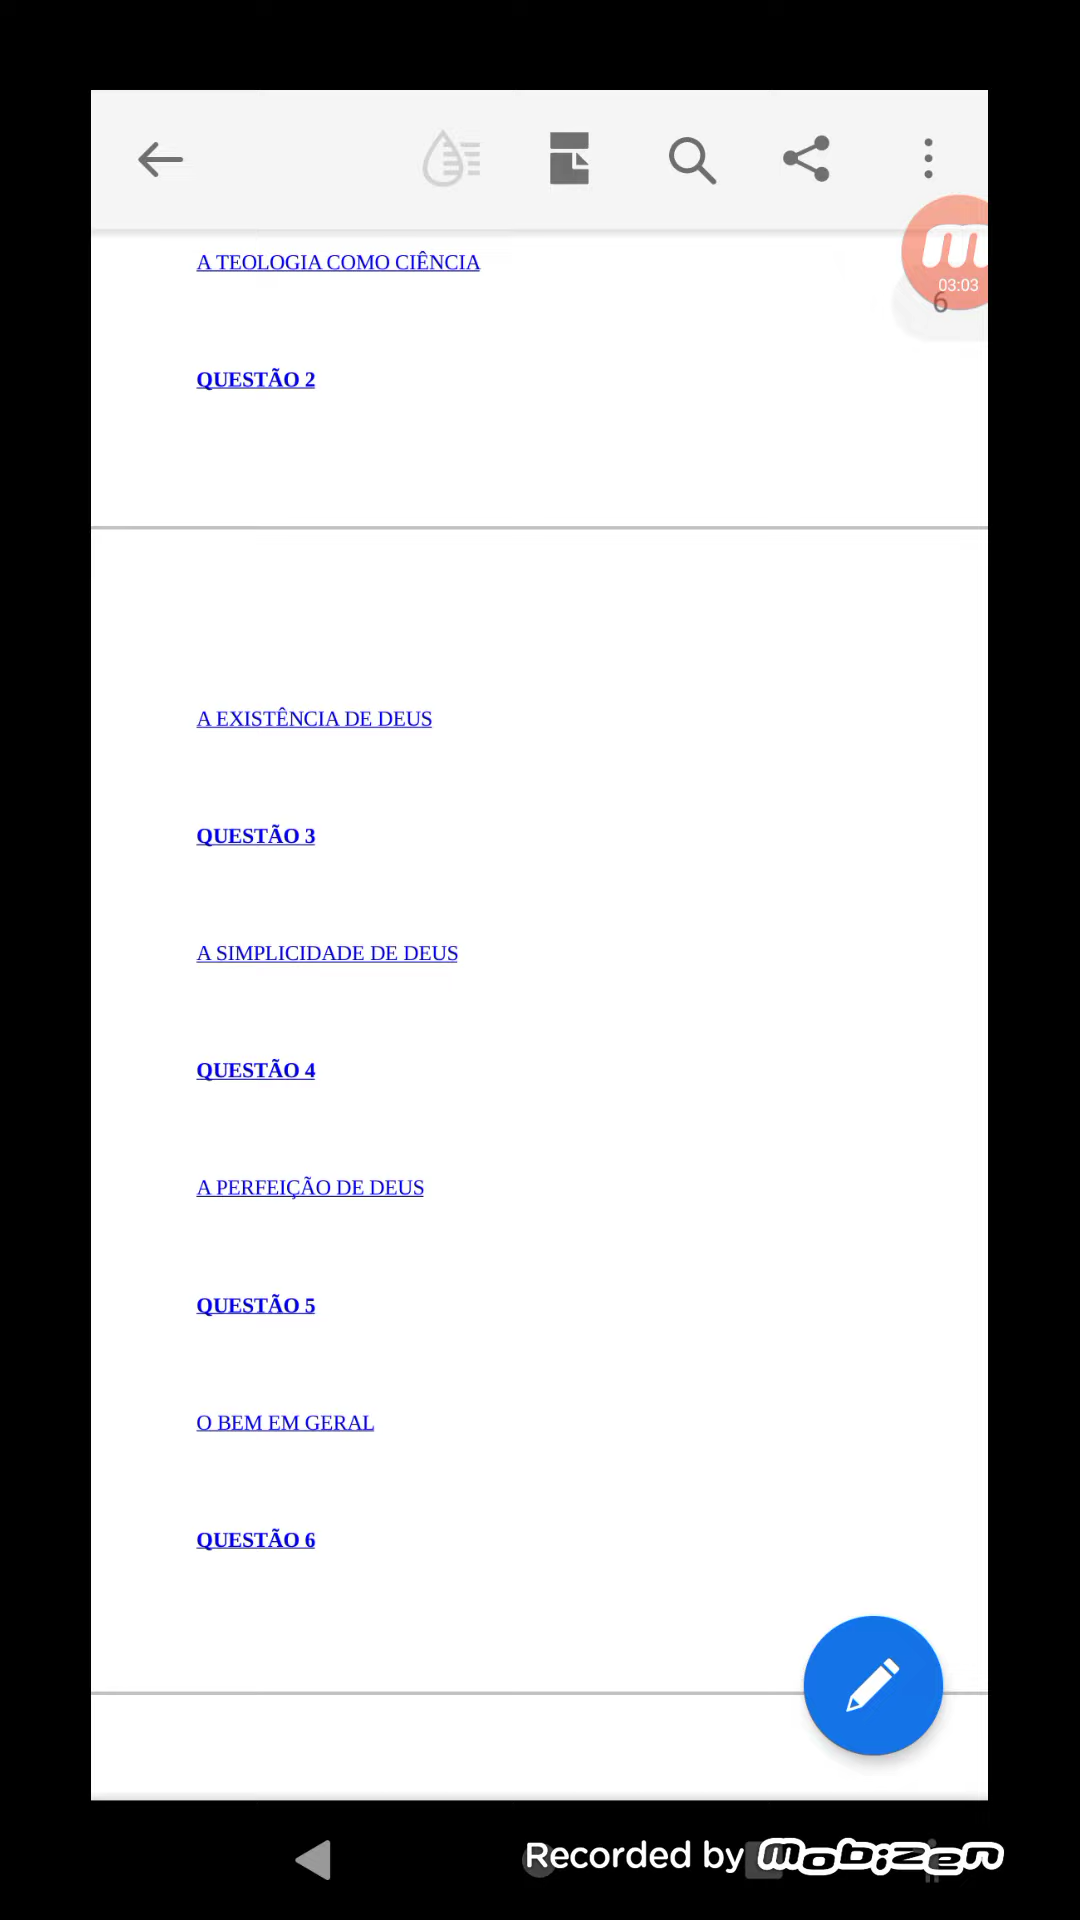 A TEOLOGIA COMO CIÊNCIA
03:03
6
QUESTÃO 2
A EXISTÊNCIA DE DEUS
QUESTÃO 3
A SIMPLICIDADE DE DEUS
QUESTÃO 4
A PERFEIÇÃO DE DEUS
QUESTÃO 5
O BEM EM GERAL
QUESTÃO 6
Recorded by mobizen